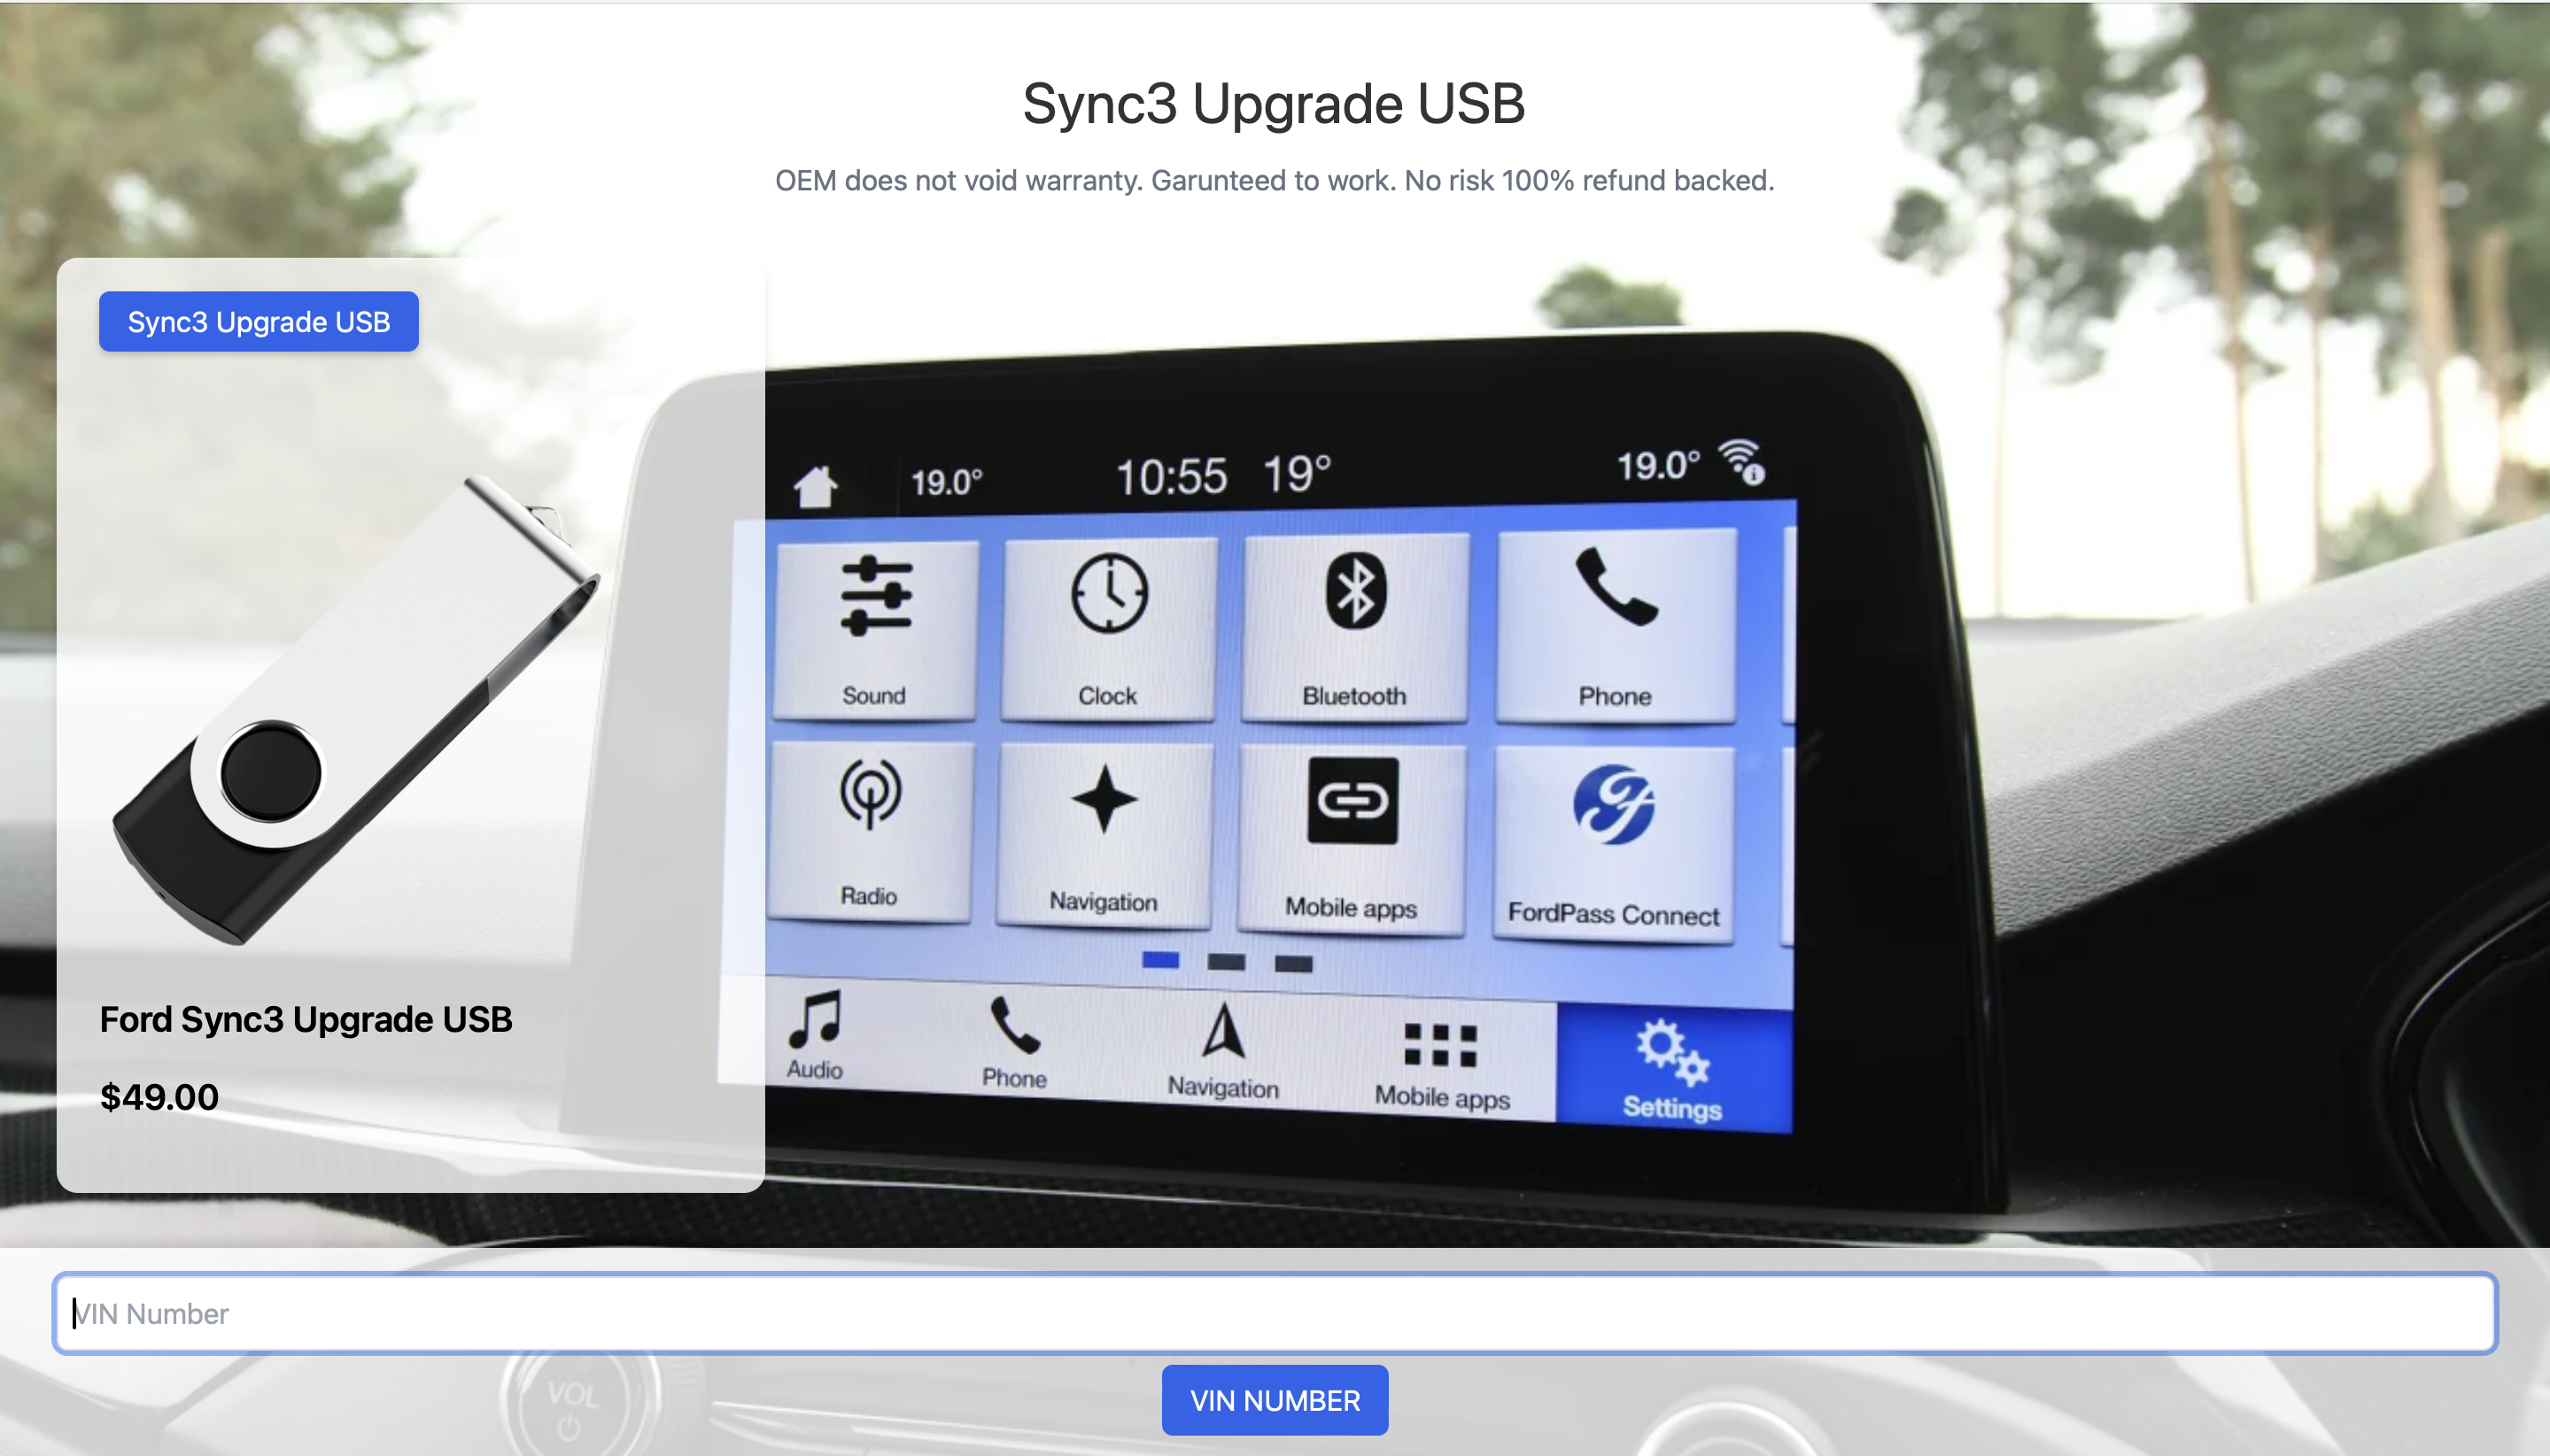 Sync3 Upgrade USB
OEM does not void warranty. Garunteed to work. No risk 100% refund backed.
Sync3 Upgrade USB
19.0° 10:55 19° 19.0°
Sound Clock Bluetooth Phone
Radio Navigation Mobile apps FordPass Connect
Audio Phone Navigation Mobile apps Settings
Ford Sync3 Upgrade USB
$49.00
VIN Number
VOL
VIN NUMBER